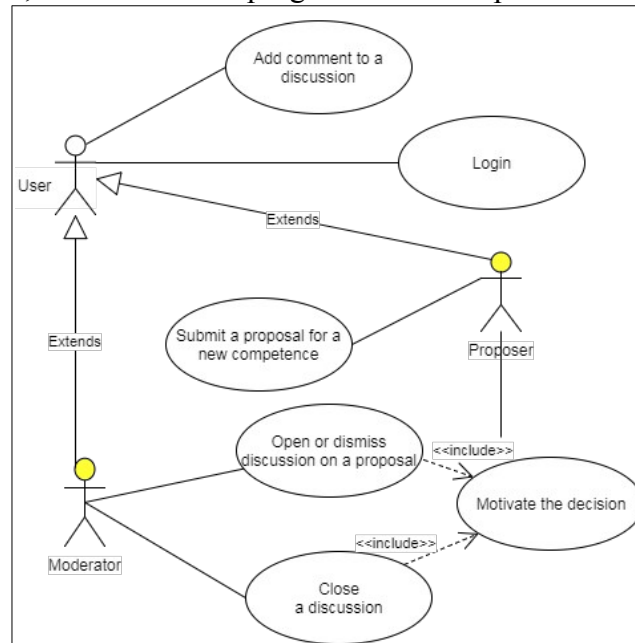 Add comment to a
discussion
Login
User
Extends
Submit a proposal for a
new competence
Proposer
Extends
Open or dismiss
discussion on a proposal
<<include>>
Motivate the decision
<<include>>
Moderator
Close
a discussion